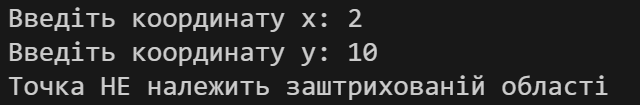 Введіть координату x: 2
Введіть координату y: 10
Точка НЕ належить заштрихованій області